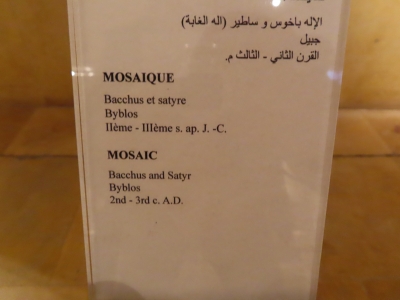 الإله باخوس و ساطير (اله الغابة)
جبيل
القرن الثاني - الثالث م.
MOSAIQUE
Bacchus et satyre
Byblos
IIème - IIIème s. ap. J. -C.
MOSAIC
Bacchus and Satyr
Byblos
2nd - 3rd c. A.D.